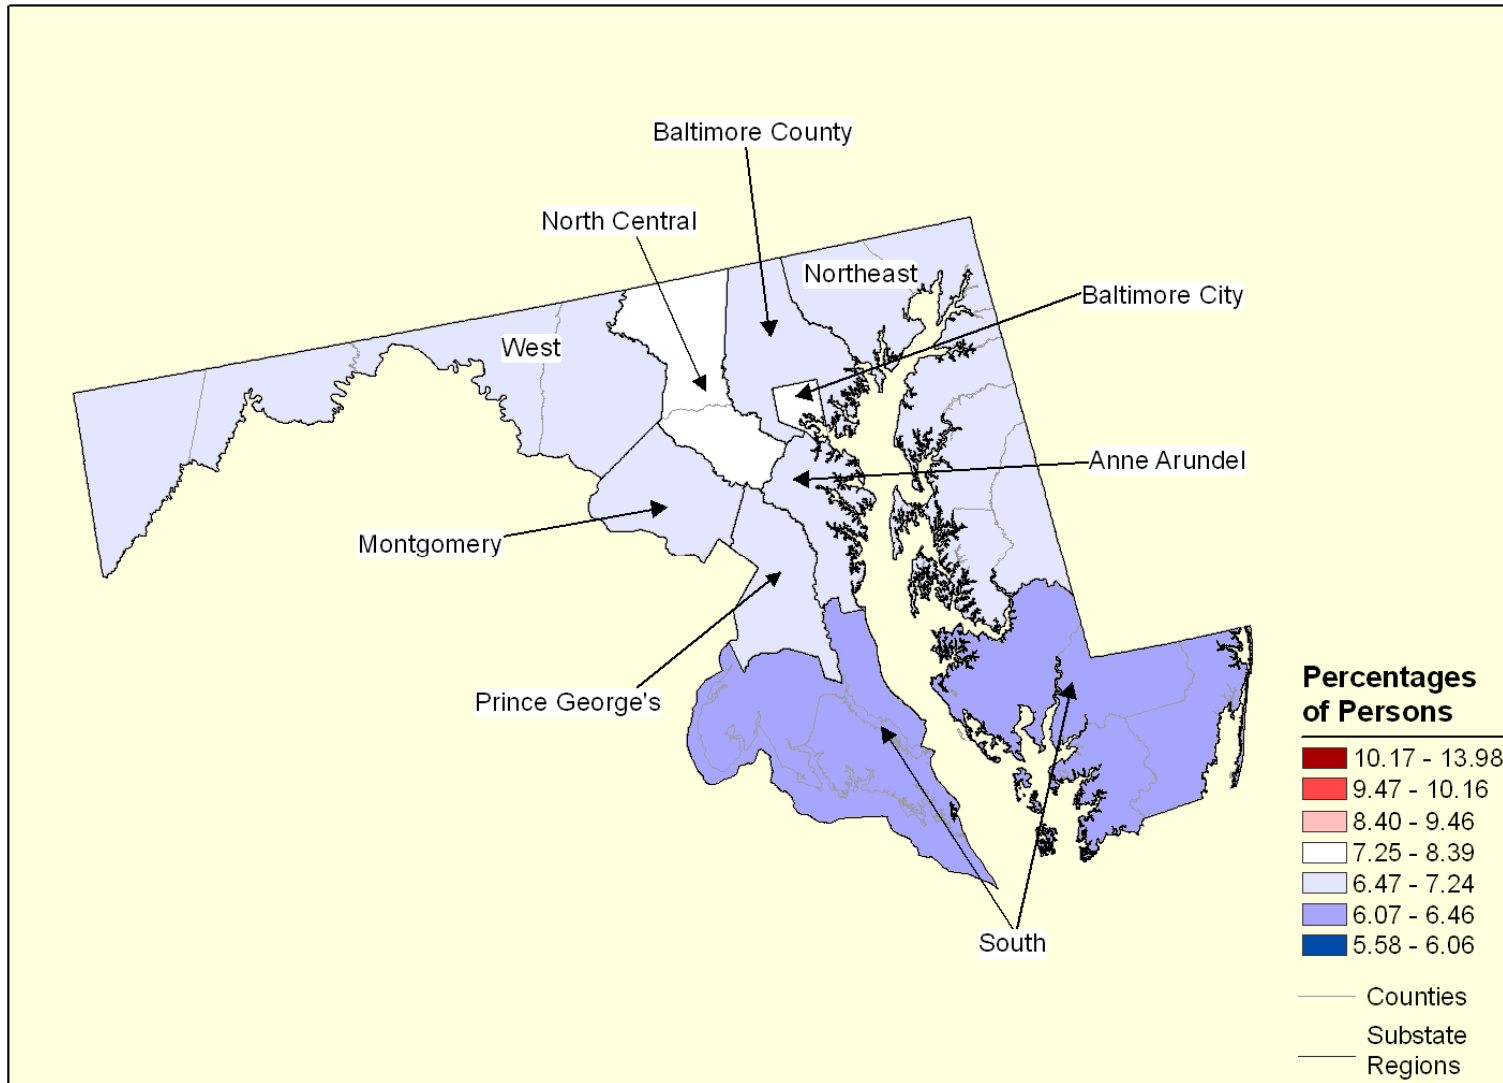 Baltimore County
North Central
Northeast
Baltimore City
West
Anne Arundel
Montgomery
Prince George's
South
Percentages
of Persons
10.17 - 13.98
9.47 - 10.16
8.40 - 9.46
7.25 - 8.39
6.47 - 7.24
6.07 - 6.46
5.58 - 6.06
Counties
Substate
Regions